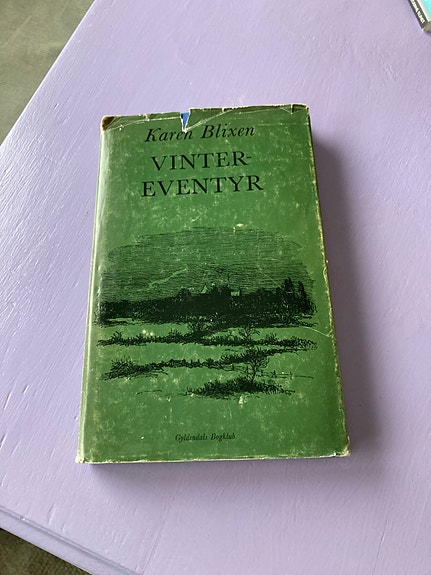 Karen Blixen
VINTER-
EVENTYR
Gyldendals Bogklub